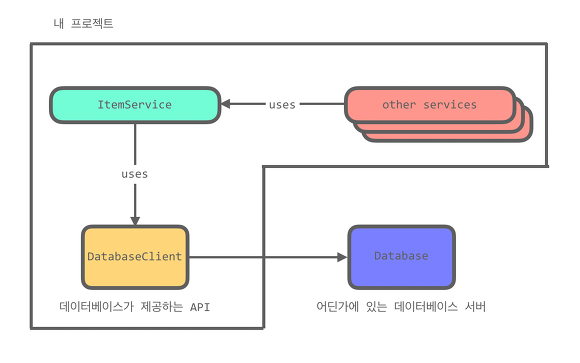 내 프로젝트
ItemService
uses
other services
uses
DatabaseClient
Database
데이터베이스가 제공하는 API
어딘가에 있는 데이터베이스 서버